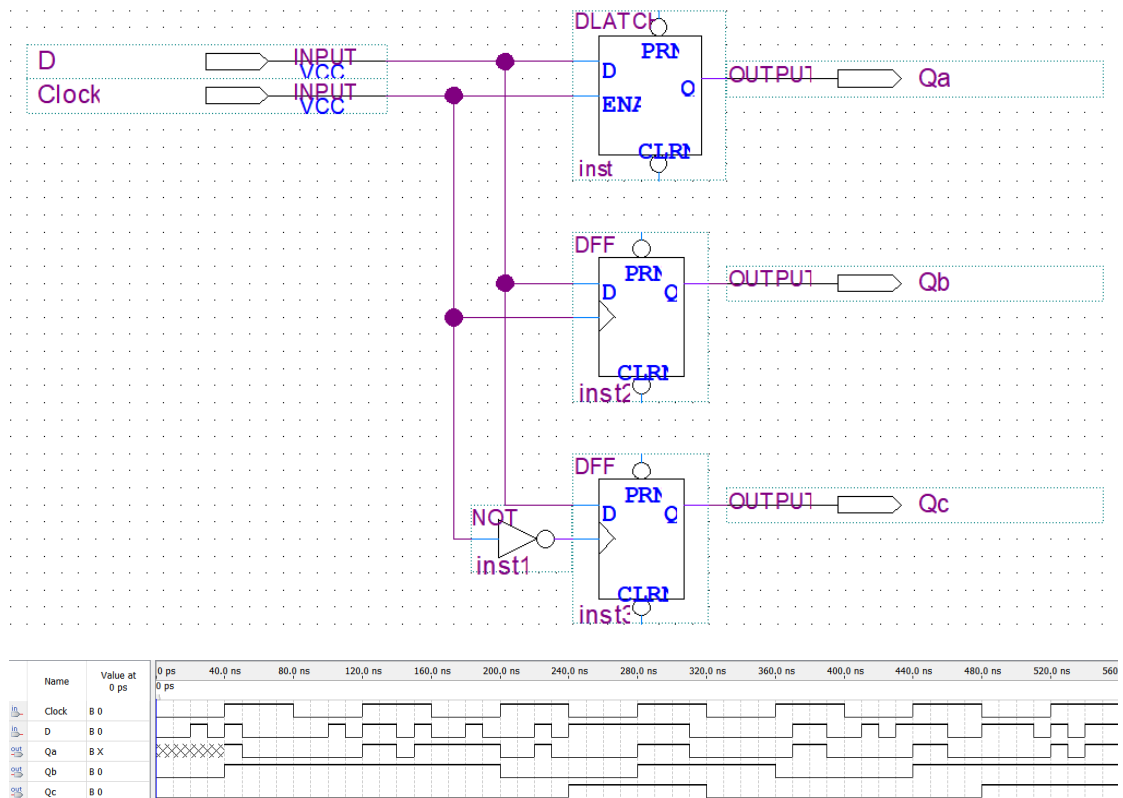 DLATCH
D INPUT VCC
PRN
D
OUTPUT Qa
Clock INPUT VCC
Q
ENA
CLRN
inst
DFF
PRN
D Q
OUTPUT Qb
CLRN
inst2
DFF
PRN
D Q
OUTPUT Qc
NOT
inst1
CLRN
inst3
Name Value at 0 ps
0 ps 40.0 ns 80.0 ns 120.0 ns 160.0 ns 200.0 ns 240.0 ns 280.0 ns 320.0 ns 360.0 ns 400.0 ns 440.0 ns 480.0 ns 520.0 ns 560
0 ps
in Clock B 0
in D B 0
out Qa B X
out Qb B 0
out Qc B 0